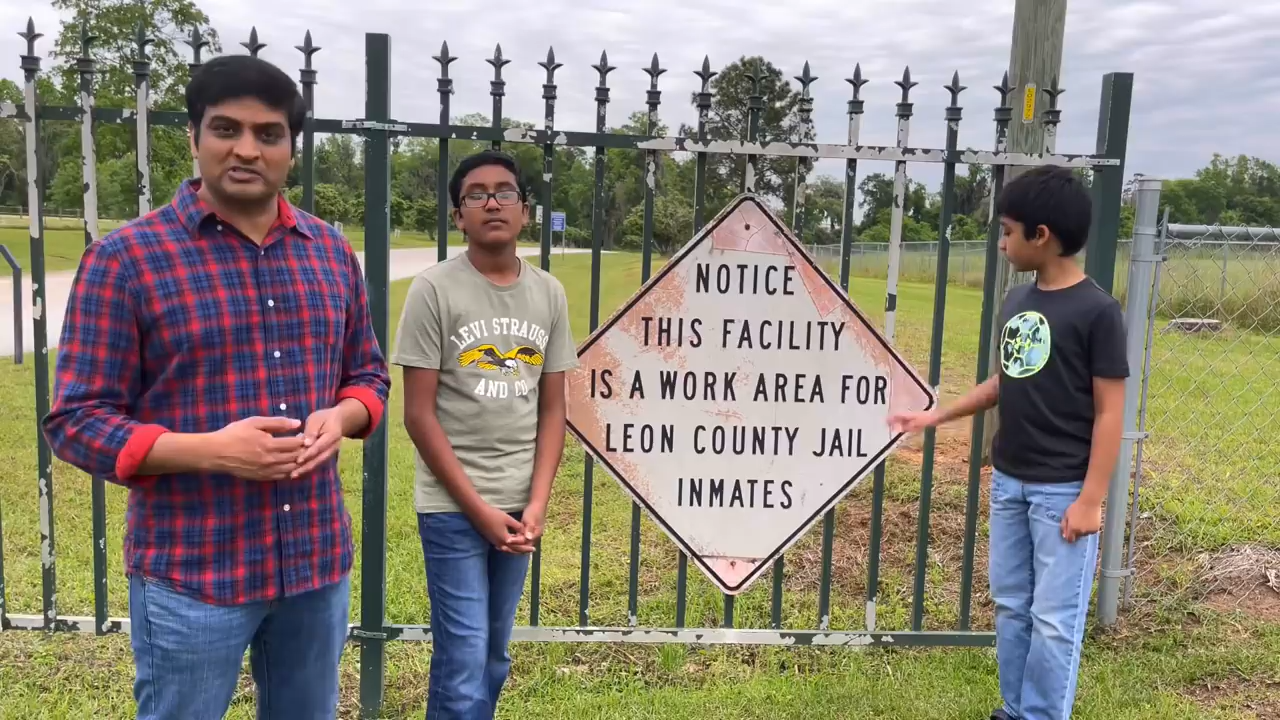 NOTICE
THIS FACILITY
IS A WORK AREA FOR
LEON COUNTY JAIL
INMATES
LEVI STRAUSS
AND CO